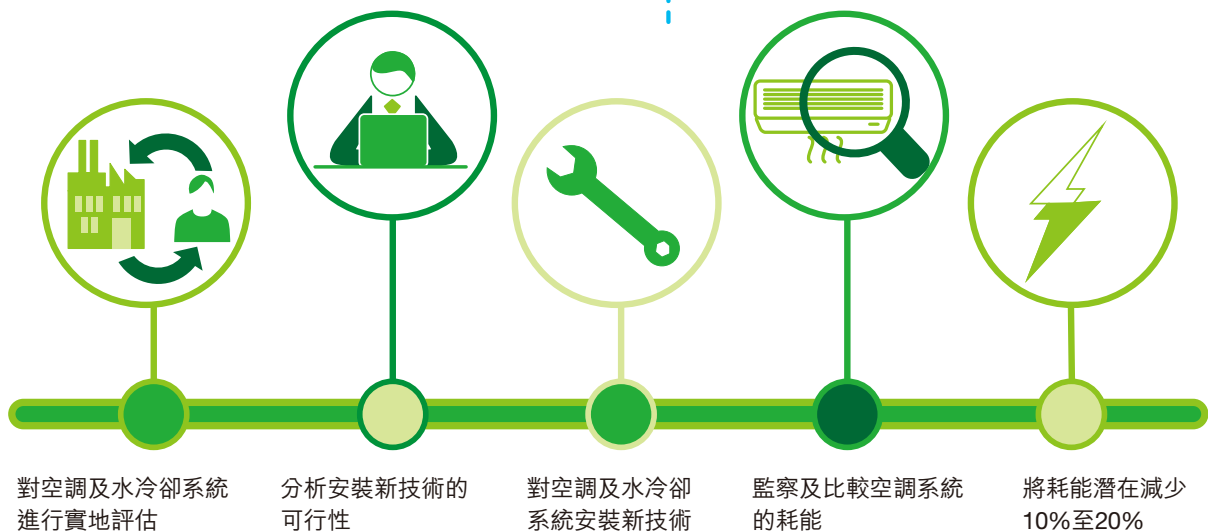 對空調及水冷卻系統
進行實地評估
分析安裝新技術的
可行性
對空調及水冷卻
系統安裝新技術
監察及比較空調系統
的耗能
將耗能潛在減少
10%至20%